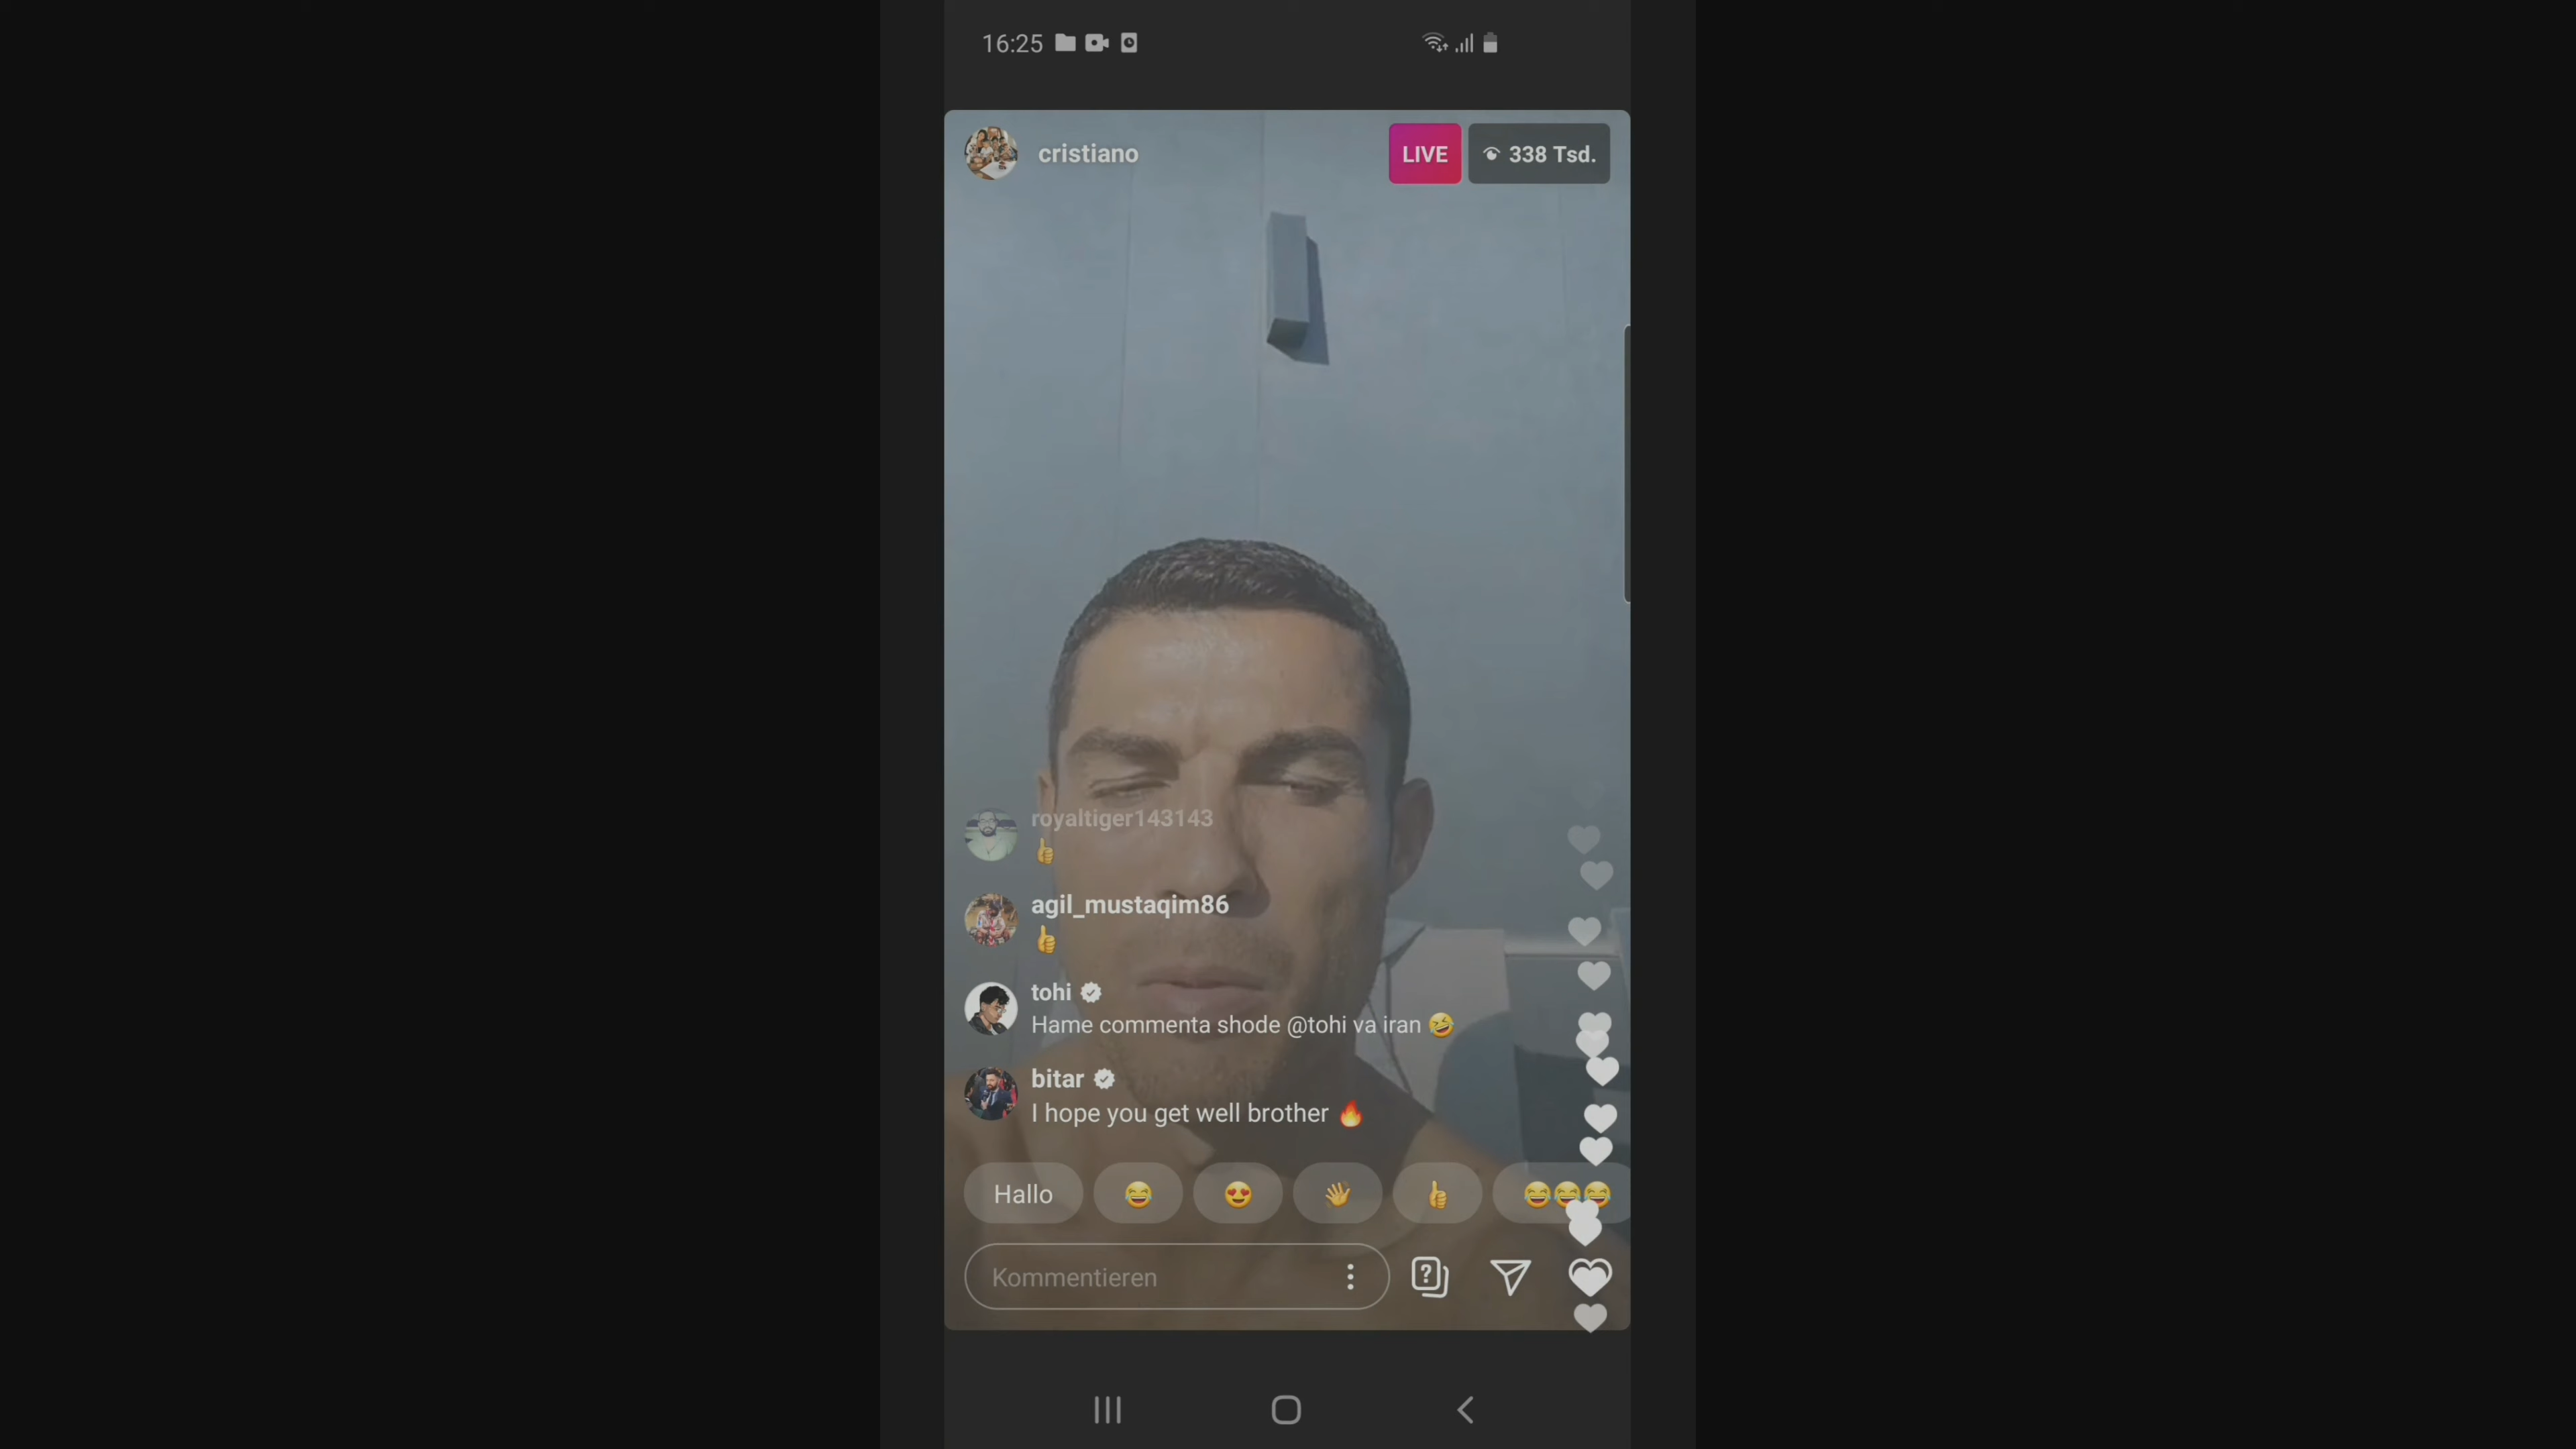 16:25
cristiano
LIVE
338 Tsd.
royaltiger143143
👍
agil_mustaqim86
👍
tohi
Hame commenta shode @tohi va iran 🤣
bitar
I hope you get well brother 🔥
Hallo 😂 😍 👋 👍 😂😂😂
Kommentieren